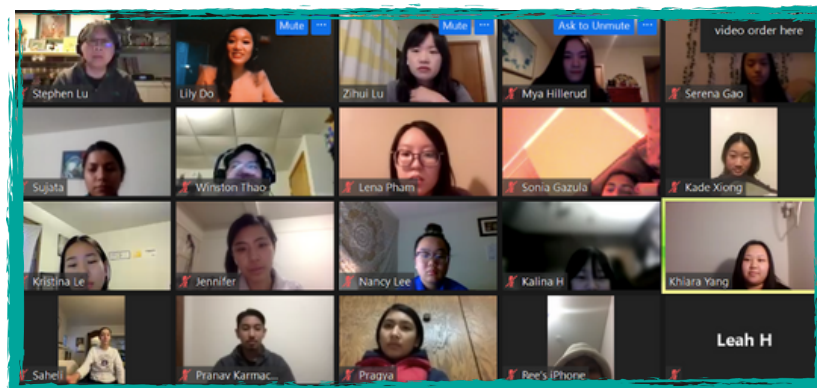 Mute ...
Mute ...
Ask to Unmute ...
video order here
Stephen Lu
Lily Do
Zihui Lu
Mya Hillerud
Serena Gao
Sujata
Winston Thao
Lena Pham
Sonia Gazula
Kade Xiong
Kristina Le
Jennifer
Nancy Lee
Kalina H
Khiara Yang
Saheli
Pranav Karmac...
Pragya
Ree's iPhone
Leah H